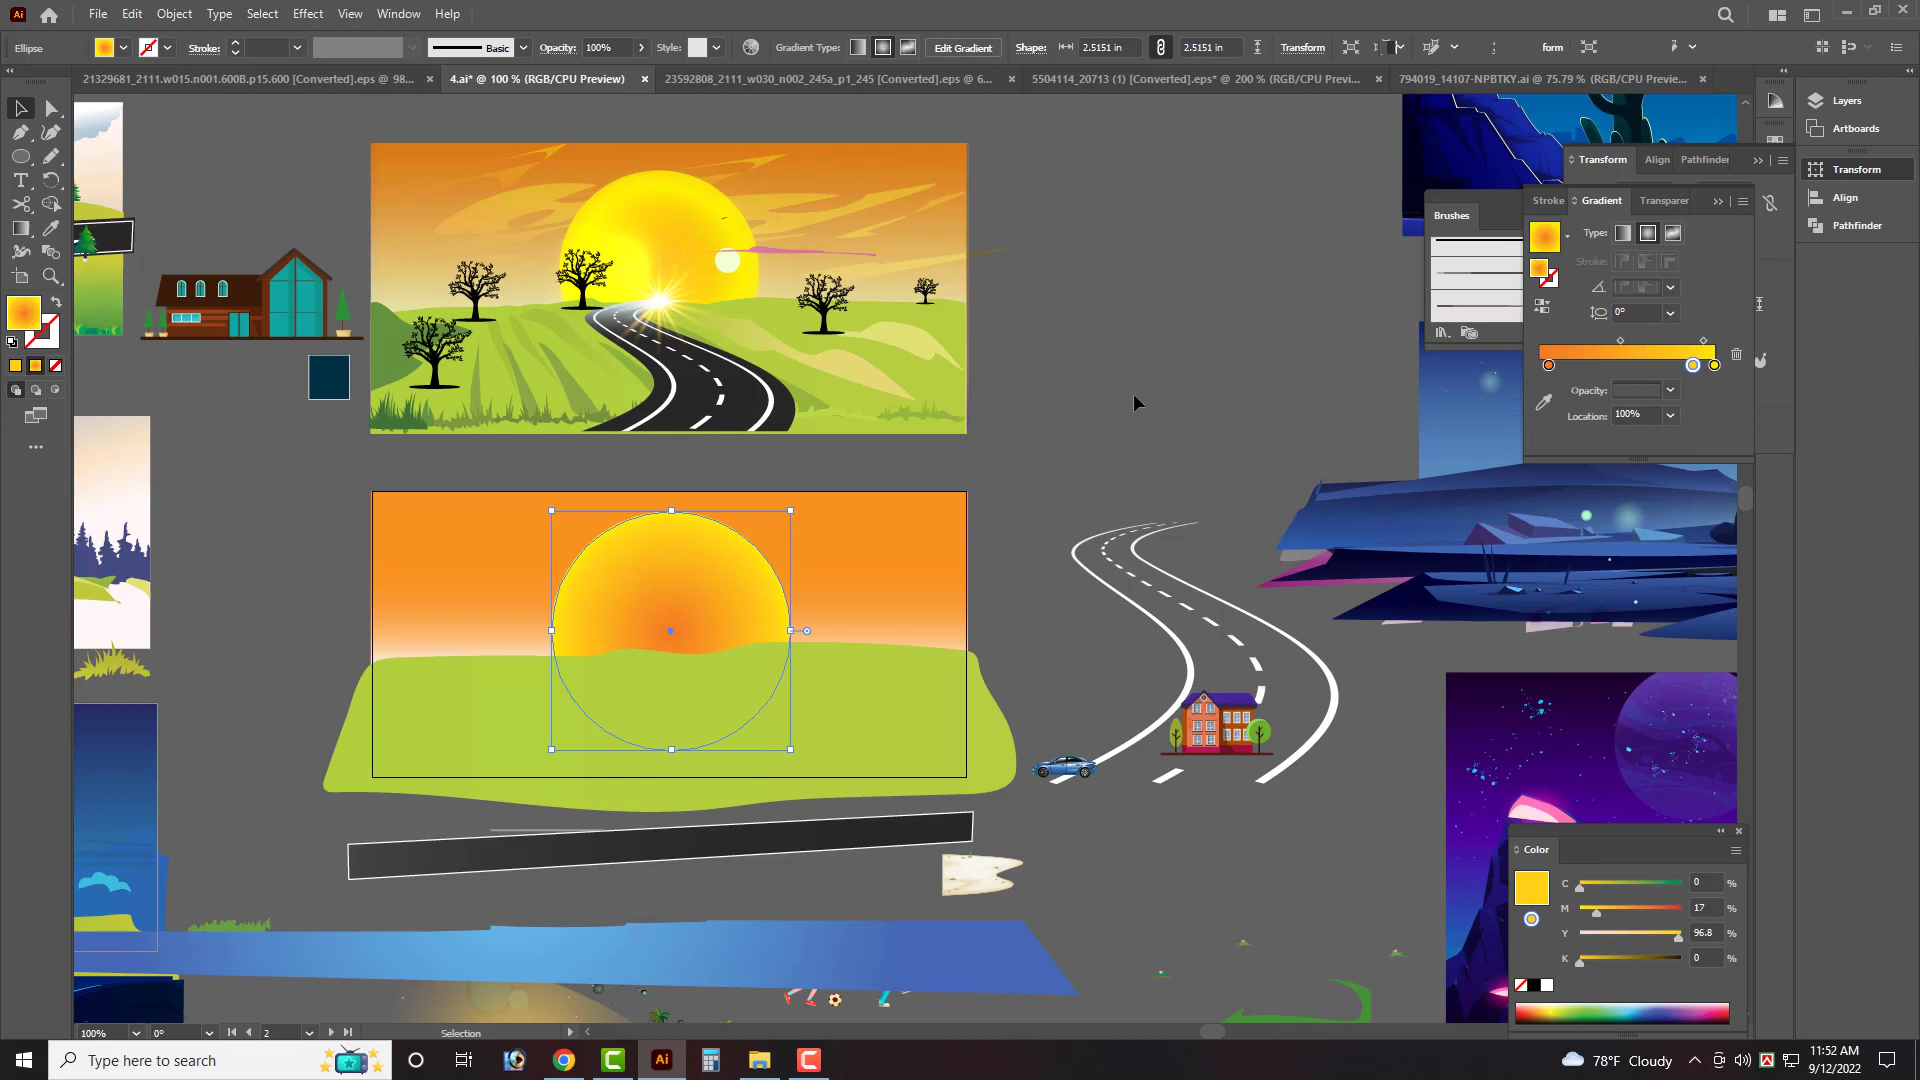 Ai File Edit Object Type Select Effect View Window Help
Ellipse Stroke: Basic Opacity: 100% Style: Gradient Type: Edit Gradient Shape: 2.5151 in 2.5151 in Transform form
21329681_2111.w015.n001.600B.p15.600 [Converted].eps @ 98... 4.ai* @ 100 % (RGB/CPU Preview) 23592808_2111_w030_n002_245a_p1_245 [Converted].eps @ 6... 5504114_20713 (1) [Converted].eps* @ 200 % (RGB/CPU Previ... 794019_14107-NPBTKY.ai @ 75.79 % (RGB/CPU Previe...
Layers
Artboards
Transform Align Pathfinder
Transform
Align
Pathfinder
Stroke Gradient Transparer
Brushes
Type:
Stroke:
0°
Opacity:
Location: 100%
Color
C 0 %
M 17 %
Y 96.8 %
K 0 %
100% 0° 2 Selection
Type here to search
Ai
78°F Cloudy
11:52 AM
9/12/2022